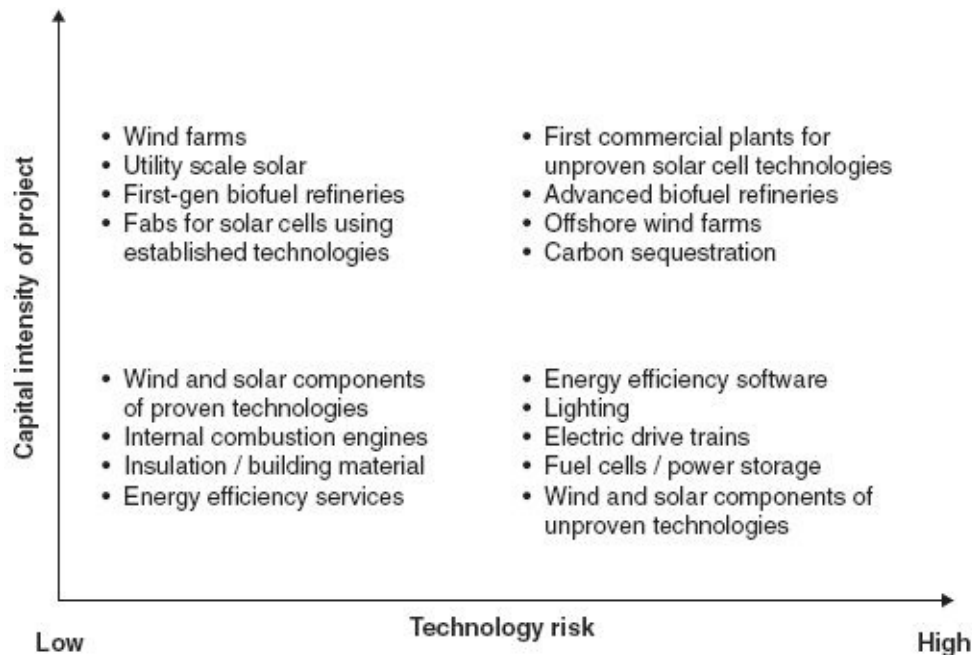 Capital intensity of project
• Wind farms
• Utility scale solar
• First-gen biofuel refineries
• Fabs for solar cells using
established technologies
• First commercial plants for
unproven solar cell technologies
• Advanced biofuel refineries
• Offshore wind farms
• Carbon sequestration
• Wind and solar components
of proven technologies
• Internal combustion engines
• Insulation / building material
• Energy efficiency services
• Energy efficiency software
• Lighting
• Electric drive trains
• Fuel cells / power storage
• Wind and solar components of
unproven technologies
Low
Technology risk
High